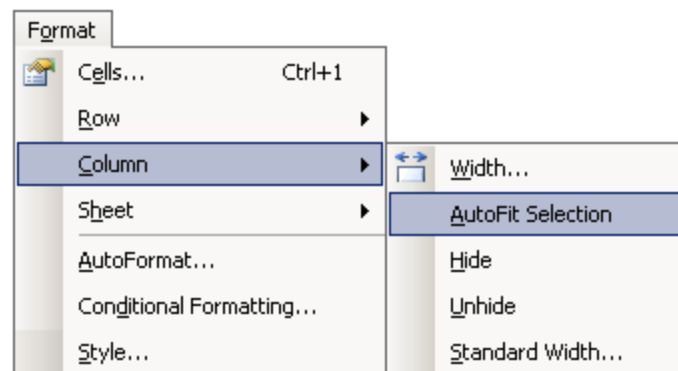 Format
Cells... Ctrl+1
Row
Column
Sheet
AutoFormat...
Conditional Formatting...
Style...
Width...
AutoFit Selection
Hide
Unhide
Standard Width...